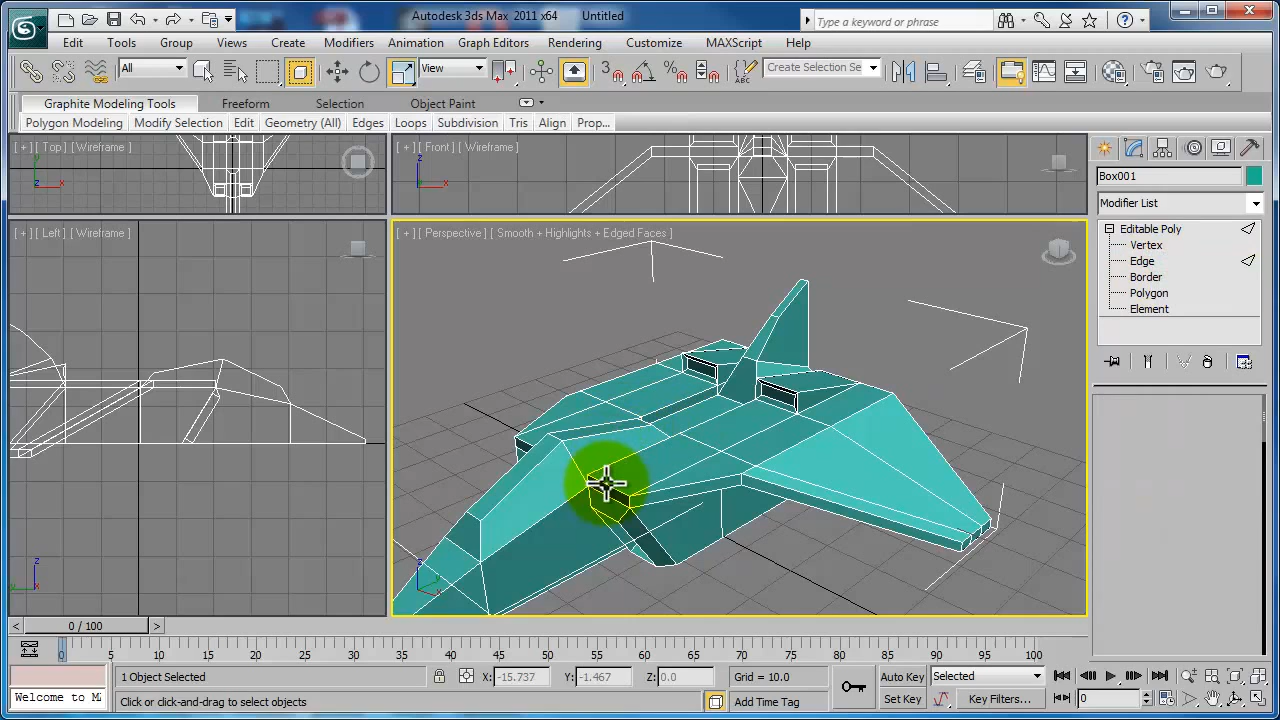 Autodesk 3ds Max 2011 x64 Untitled
Type a keyword or phrase
Edit Tools Group Views Create Modifiers Animation Graph Editors Rendering Customize MAXScript Help
All View 3 Create Selection Se
Graphite Modeling Tools Freeform Selection Object Paint
Polygon Modeling Modify Selection Edit Geometry (All) Edges Loops Subdivision Tris Align Prop...
[ + ] [ Top ] [ Wireframe ]
[ + ] [ Front ] [ Wireframe ]
Box001
Modifier List
[ + ] [ Left ] [ Wireframe ]
[ + ] [ Perspective ] [ Smooth + Highlights + Edged Faces ]
Editable Poly
Vertex
Edge
Border
Polygon
Element
< 0 / 100 >
0 5 10 15 20 25 30 35 40 45 50 55 60 65 70 75 80 85 90 95 100
1 Object Selected X: -15.737 Y: -1.467 Z: 0.0 Grid = 10.0 Auto Key Selected
Welcome to M Click or click-and-drag to select objects Add Time Tag Set Key Key Filters... 0